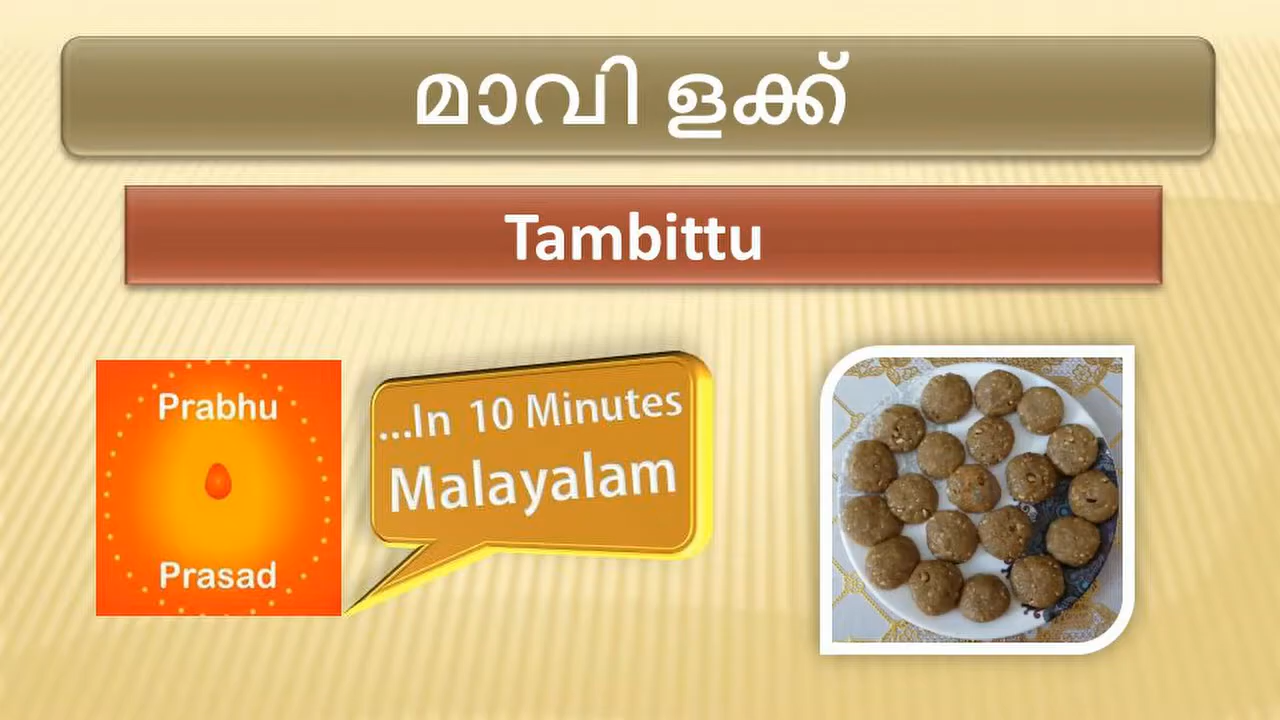 മാവി ളക്ക്
Tambittu
Prabhu
Prasad
...In 10 Minutes
Malayalam